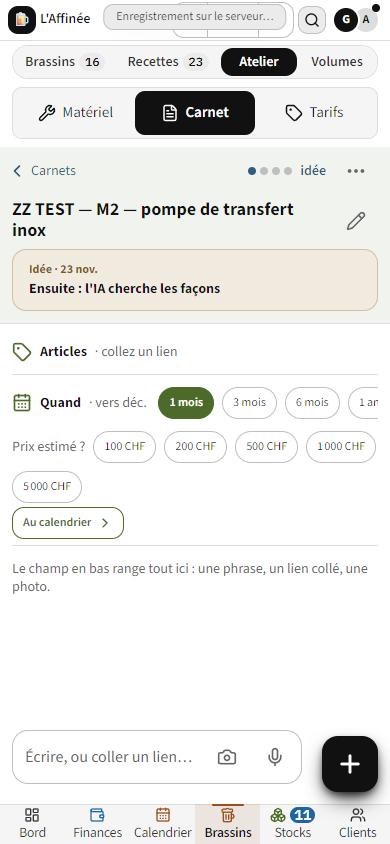 L'Affinée
Enregistrement sur le serveur…
G A
Brassins 16 Recettes 23 Atelier Volumes
Matériel Carnet Tarifs
Carnets idée
ZZ TEST — M2 — pompe de transfert
inox
Idée · 23 nov.
Ensuite : l'IA cherche les façons
Articles · collez un lien
Quand · vers déc. 1 mois 3 mois 6 mois 1 an
Prix estimé ? 100 CHF 200 CHF 500 CHF 1 000 CHF
5 000 CHF
Au calendrier
Le champ en bas range tout ici : une phrase, un lien collé, une
photo.
Écrire, ou coller un lien…
11
Bord Finances Calendrier Brassins Stocks Clients